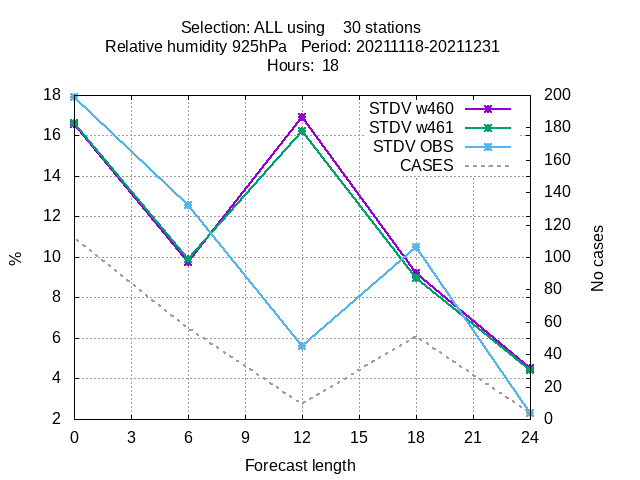 Selection: ALL using    30 stations
Relative humidity 925hPa   Period: 20211118-20211231
Hours: 18
STDV w460
STDV w461
STDV OBS
CASES
18
16
14
12
10
8
6
4
2
%
200
180
160
140
120
100
80
60
40
20
0
No cases
0 3 6 9 12 15 18 21 24
Forecast length